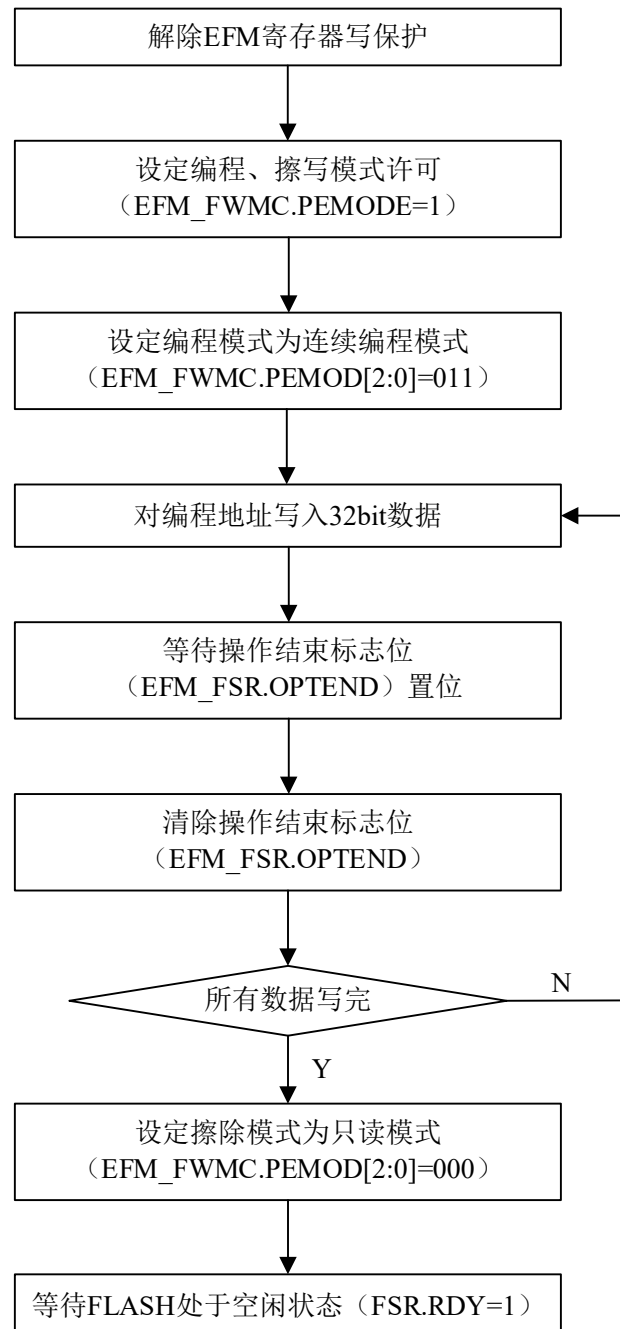 解除EFM寄存器写保护
设定编程、擦写模式许可
（EFM_FWMC.PEMODE=1）
设定编程模式为连续编程模式
（EFM_FWMC.PEMOD[2:0]=011）
对编程地址写入32bit数据
等待操作结束标志位
（EFM_FSR.OPTEND）置位
清除操作结束标志位
（EFM_FSR.OPTEND）
所有数据写完
N
Y
设定擦除模式为只读模式
（EFM_FWMC.PEMOD[2:0]=000）
等待FLASH处于空闲状态（FSR.RDY=1）